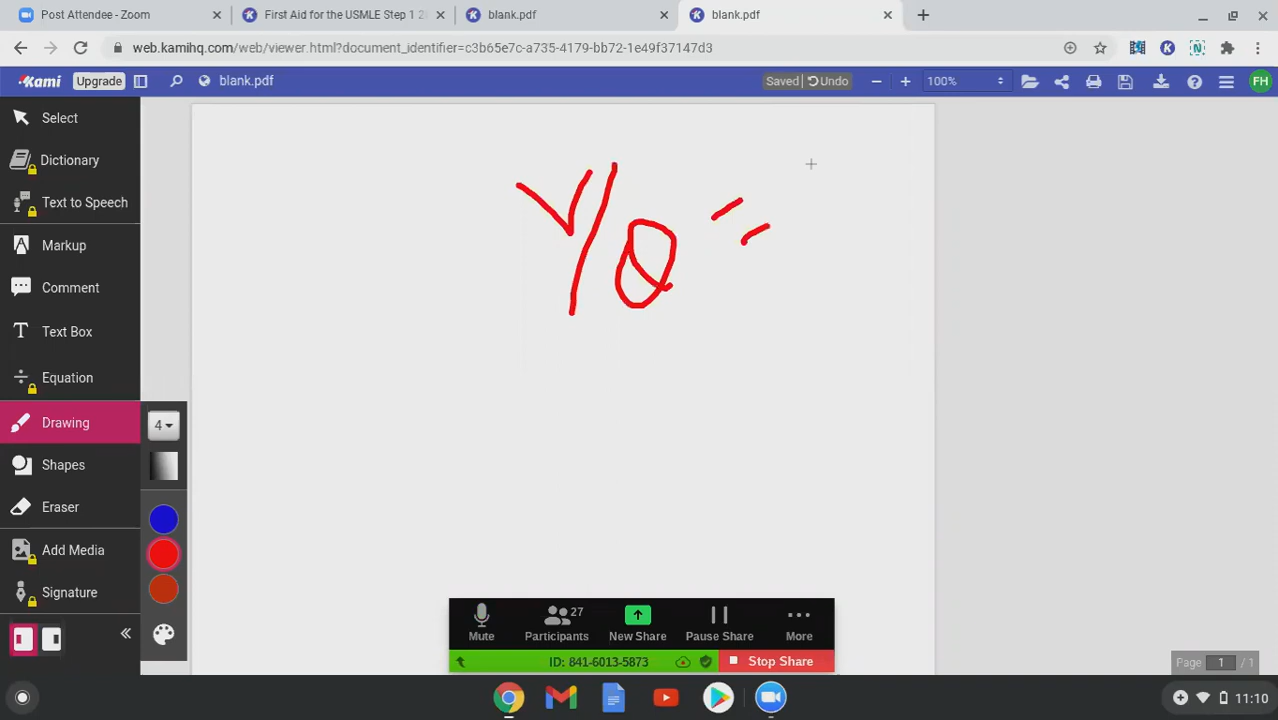 Post Attendee - Zoom
First Aid for the USMLE Step 1 2
blank.pdf
blank.pdf
web.kamihq.com/web/viewer.html?document_identifier=c3b65e7c-a735-4179-bb72-1e49f37147d3
Kami
Upgrade
blank.pdf
Saved
Undo
100%
FH
Select
Dictionary
Text to Speech
Markup
Comment
Text Box
Equation
Drawing
4
Shapes
Eraser
Add Media
Signature
V/Q =
Mute
Participants
27
New Share
Pause Share
More
ID: 841-6013-5873
Stop Share
Page 1 / 1
11:10